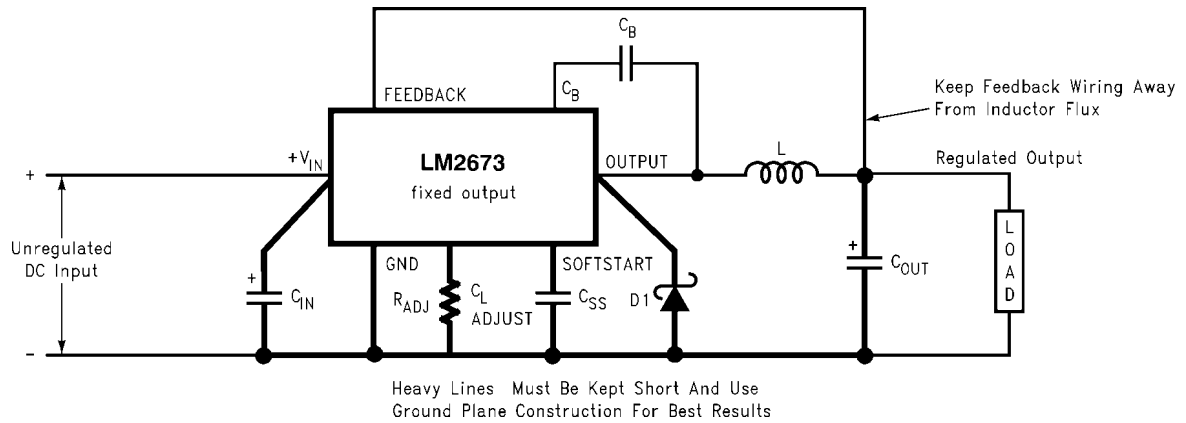 C_B
FEEDBACK
C_B
Keep Feedback Wiring Away
From Inductor Flux
+V_IN
LM2673
fixed output
OUTPUT
L
Regulated Output
+
Unregulated
DC Input
-
+
C_IN
GND
R_ADJ
C_L
ADJUST
SOFTSTART
C_SS
D1
+
C_OUT
LOAD
Heavy Lines Must Be Kept Short And Use
Ground Plane Construction For Best Results